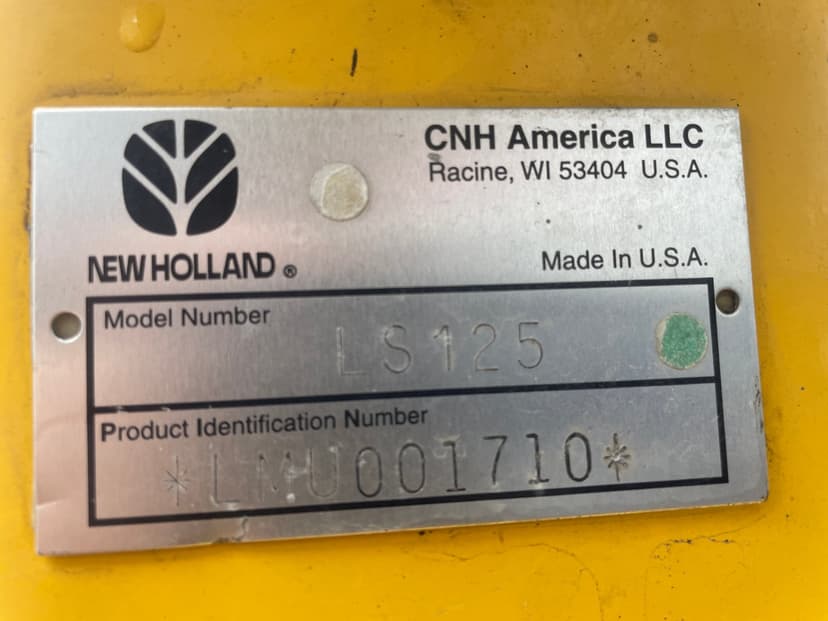 CNH America LLC
Racine, WI 53404 U.S.A.
NEW HOLLAND ®
Made In U.S.A.
Model Number
LS125
Product Identification Number
*LMU001710*